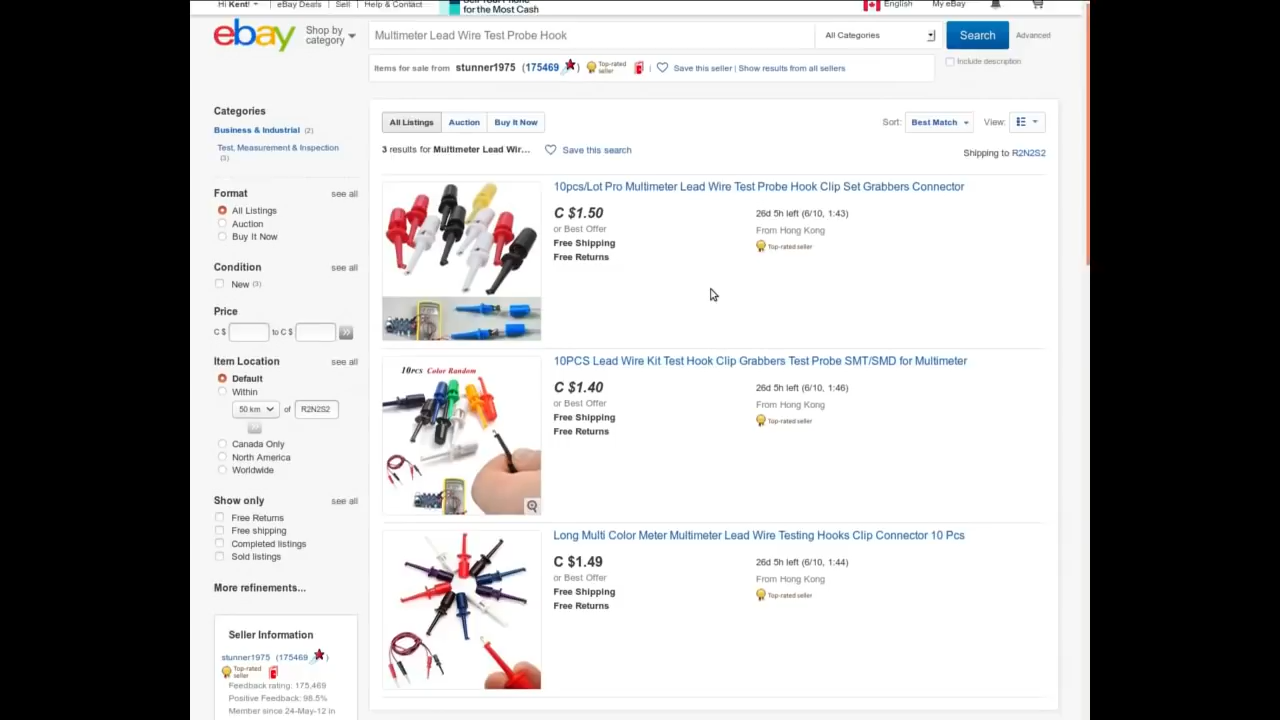 Hi Kent!
eBay Deals
Sell
Help & Contact
for the Most Cash
English
My eBay
ebay
Shop by
category
Multimeter Lead Wire Test Probe Hook
All Categories
Search
Advanced
Items for sale from stunner1975 (175469 )
Top-rated
seller
Save this seller | Show results from all sellers
Include description
Categories
Business & Industrial (2)
Test, Measurement & Inspection
(3)
Format see all
All Listings
Auction
Buy It Now
Condition see all
New (3)
Price
C $ to C $ »
Item Location see all
Default
Within
50 km of R2N2S2
»
Canada Only
North America
Worldwide
Show only see all
Free Returns
Free shipping
Completed listings
Sold listings
More refinements...
Seller Information
stunner1975 (175469 )
Top-rated
seller
Feedback rating: 175,469
Positive Feedback: 98.5%
Member since 24-May-12 in
All Listings
Auction
Buy It Now
Sort: Best Match
View:
3 results for Multimeter Lead Wir...
Save this search
Shipping to R2N2S2
10pcs/Lot Pro Multimeter Lead Wire Test Probe Hook Clip Set Grabbers Connector
C $1.50
or Best Offer
Free Shipping
Free Returns
26d 5h left (6/10, 1:43)
From Hong Kong
Top-rated seller
10PCS Lead Wire Kit Test Hook Clip Grabbers Test Probe SMT/SMD for Multimeter
10pcs Color Random
C $1.40
or Best Offer
Free Shipping
Free Returns
26d 5h left (6/10, 1:46)
From Hong Kong
Top-rated seller
Long Multi Color Meter Multimeter Lead Wire Testing Hooks Clip Connector 10 Pcs
C $1.49
or Best Offer
Free Shipping
Free Returns
26d 5h left (6/10, 1:44)
From Hong Kong
Top-rated seller